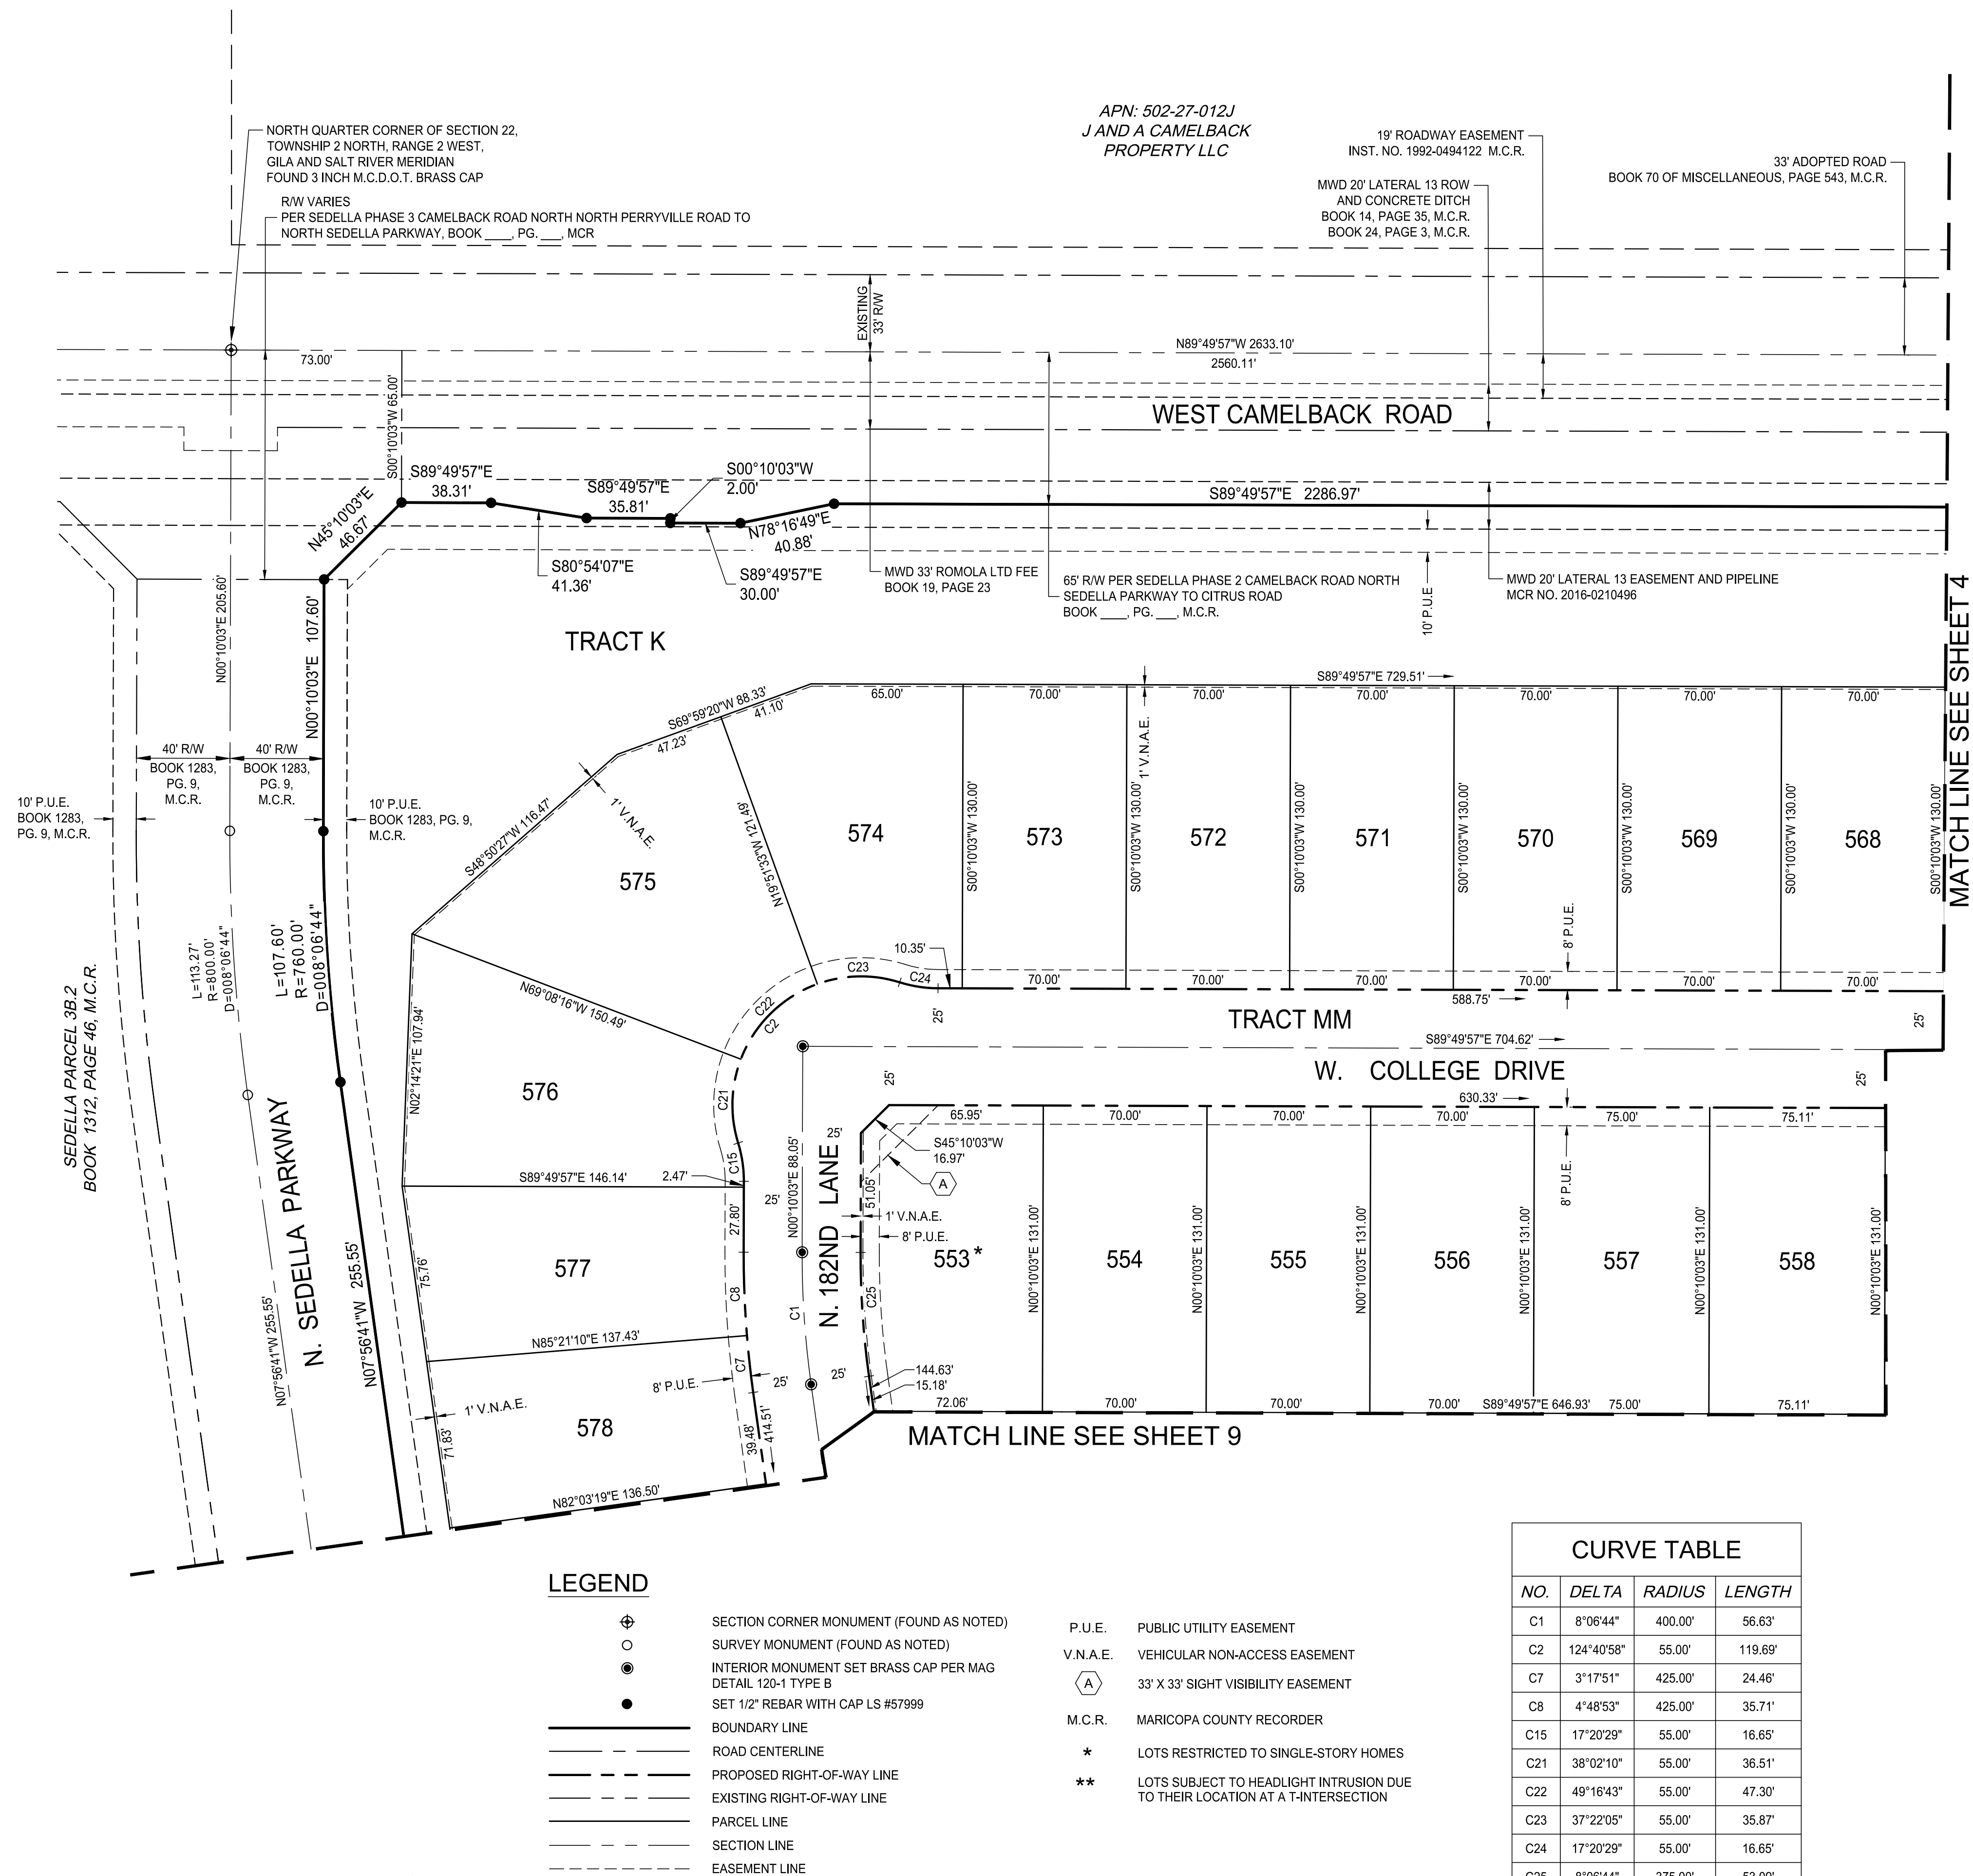 APN: 502-27-012J
J AND A CAMELBACK
PROPERTY LLC
NORTH QUARTER CORNER OF SECTION 22,
TOWNSHIP 2 NORTH, RANGE 2 WEST,
GILA AND SALT RIVER MERIDIAN
FOUND 3 INCH M.C.D.O.T. BRASS CAP
R/W VARIES
PER SEDELLA PHASE 3 CAMELBACK ROAD NORTH NORTH PERRYVILLE ROAD TO
NORTH SEDELLA PARKWAY, BOOK ____, PG. ___, MCR
19' ROADWAY EASEMENT
INST. NO. 1992-0494122 M.C.R.
33' ADOPTED ROAD
BOOK 70 OF MISCELLANEOUS, PAGE 543, M.C.R.
MWD 20' LATERAL 13 ROW
AND CONCRETE DITCH
BOOK 14, PAGE 35, M.C.R.
BOOK 24, PAGE 3, M.C.R.
EXISTING
33' R/W
73.00'
N89°49'57"W 2633.10'
2560.11'
S00°10'03"W 65.00'
WEST CAMELBACK ROAD
S89°49'57"E
38.31'
S89°49'57"E
35.81'
S00°10'03"W
2.00'
S89°49'57"E 2286.97'
N45°10'03"E
46.67'
N78°16'49"E
40.88'
S80°54'07"E
41.36'
S89°49'57"E
30.00'
MWD 33' ROMOLA LTD FEE
BOOK 19, PAGE 23
65' R/W PER SEDELLA PHASE 2 CAMELBACK ROAD NORTH
SEDELLA PARKWAY TO CITRUS ROAD
BOOK ____, PG. ___, M.C.R.
10' P.U.E
MWD 20' LATERAL 13 EASEMENT AND PIPELINE
MCR NO. 2016-0210496
MATCH LINE SEE SHEET 4
N00°10'03"E 205.60'
N00°10'03"E 107.60'
TRACT K
S89°49'57"E 729.51'
65.00'
70.00'
70.00'
70.00'
70.00'
70.00'
70.00'
S69°59'20"W 88.33'
41.10'
47.23'
1' V.N.A.E.
40' R/W
40' R/W
BOOK 1283,
PG. 9,
M.C.R.
BOOK 1283,
PG. 9,
M.C.R.
10' P.U.E.
BOOK 1283,
PG. 9, M.C.R.
10' P.U.E.
BOOK 1283, PG. 9,
M.C.R.
S48°50'27"W 116.47'
1' V.N.A.E.
N19°51'33"W 121.49'
S00°10'03"W 130.00'
S00°10'03"W 130.00'
S00°10'03"W 130.00'
S00°10'03"W 130.00'
S00°10'03"W 130.00'
S00°10'03"W 130.00'
S00°10'03"W 130.00'
574
573
572
571
570
569
568
575
L=113.27'
R=800.00'
D=008°06'44"
L=107.60'
R=760.00'
D=008°06'44"
SEDELLA PARCEL 3B.2
BOOK 1312, PAGE 46, M.C.R.
10.35'
8' P.U.E.
C23
C24
70.00'
70.00'
70.00'
70.00'
70.00'
70.00'
588.75'
N69°08'16"W 150.49'
C22
C2
25'
TRACT MM
25'
S89°49'57"E 704.62'
N02°14'21"E 107.94'
576
C21
25'
W. COLLEGE DRIVE
25'
630.33'
65.95'
70.00'
70.00'
70.00'
75.00'
75.11'
S45°10'03"W
16.97'
A
25'
C15
51.05'
S89°49'57"E 146.14'
2.47'
N00°10'03"E 88.05'
25'
N. 182ND LANE
27.80'
1' V.N.A.E.
8' P.U.E.
8' P.U.E.
N. SEDELLA PARKWAY
N07°56'41"W 255.55'
N07°56'41"W 255.55'
75.76'
577
C8
C1
C25
553*
554
555
556
557
558
N00°10'03"E 131.00'
N00°10'03"E 131.00'
N00°10'03"E 131.00'
N00°10'03"E 131.00'
N00°10'03"E 131.00'
N00°10'03"E 131.00'
N85°21'10"E 137.43'
C7
8' P.U.E.
25'
25'
144.63'
15.18'
72.06'
70.00'
70.00'
70.00'
S89°49'57"E 646.93'
75.00'
75.11'
1' V.N.A.E.
71.83'
578
39.48'
414.51'
N82°03'19"E 136.50'
MATCH LINE SEE SHEET 9
LEGEND
SECTION CORNER MONUMENT (FOUND AS NOTED)
SURVEY MONUMENT (FOUND AS NOTED)
INTERIOR MONUMENT SET BRASS CAP PER MAG
DETAIL 120-1 TYPE B
SET 1/2" REBAR WITH CAP LS #57999
BOUNDARY LINE
ROAD CENTERLINE
PROPOSED RIGHT-OF-WAY LINE
EXISTING RIGHT-OF-WAY LINE
PARCEL LINE
SECTION LINE
EASEMENT LINE
P.U.E. PUBLIC UTILITY EASEMENT
V.N.A.E. VEHICULAR NON-ACCESS EASEMENT
A 33' X 33' SIGHT VISIBILITY EASEMENT
M.C.R. MARICOPA COUNTY RECORDER
* LOTS RESTRICTED TO SINGLE-STORY HOMES
** LOTS SUBJECT TO HEADLIGHT INTRUSION DUE
TO THEIR LOCATION AT A T-INTERSECTION
CURVE TABLE
NO. DELTA RADIUS LENGTH
C1 8°06'44" 400.00' 56.63'
C2 124°40'58" 55.00' 119.69'
C7 3°17'51" 425.00' 24.46'
C8 4°48'53" 425.00' 35.71'
C15 17°20'29" 55.00' 16.65'
C21 38°02'10" 55.00' 36.51'
C22 49°16'43" 55.00' 47.30'
C23 37°22'05" 55.00' 35.87'
C24 17°20'29" 55.00' 16.65'
C25 8°06'44" 375.00' 53.09'